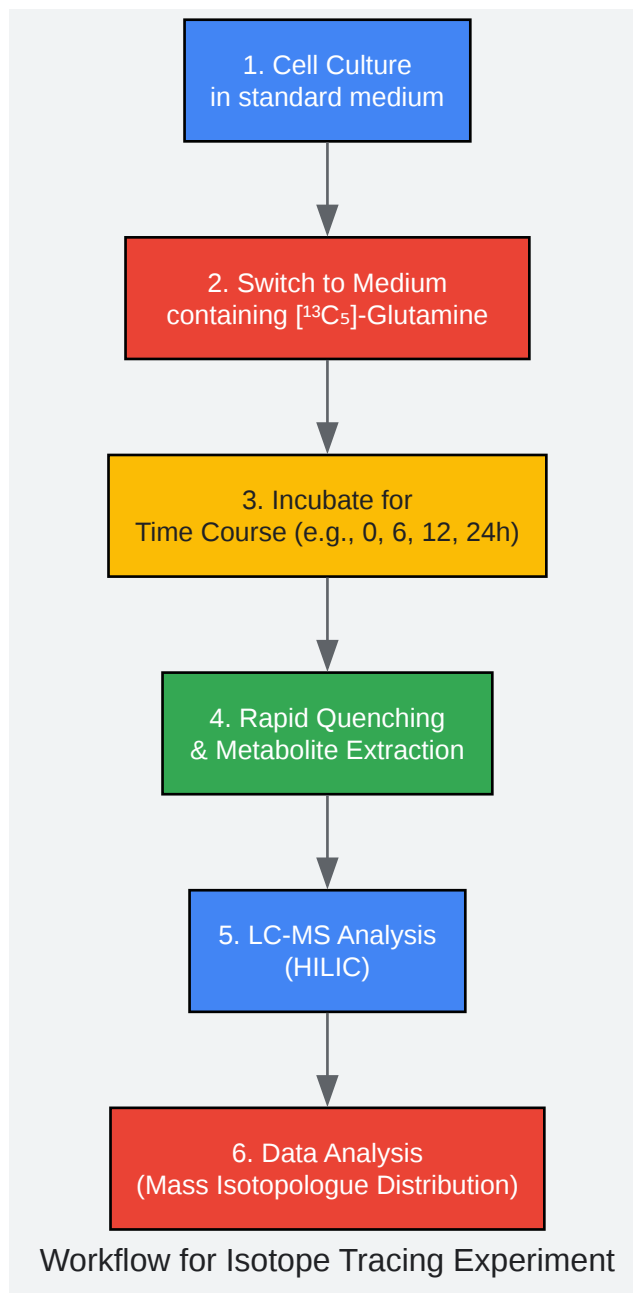 1. Cell Culture
in standard medium
2. Switch to Medium
containing [¹³C₅]-Glutamine
3. Incubate for
Time Course (e.g., 0, 6, 12, 24h)
4. Rapid Quenching
& Metabolite Extraction
5. LC-MS Analysis
(HILIC)
6. Data Analysis
(Mass Isotopologue Distribution)
Workflow for Isotope Tracing Experiment